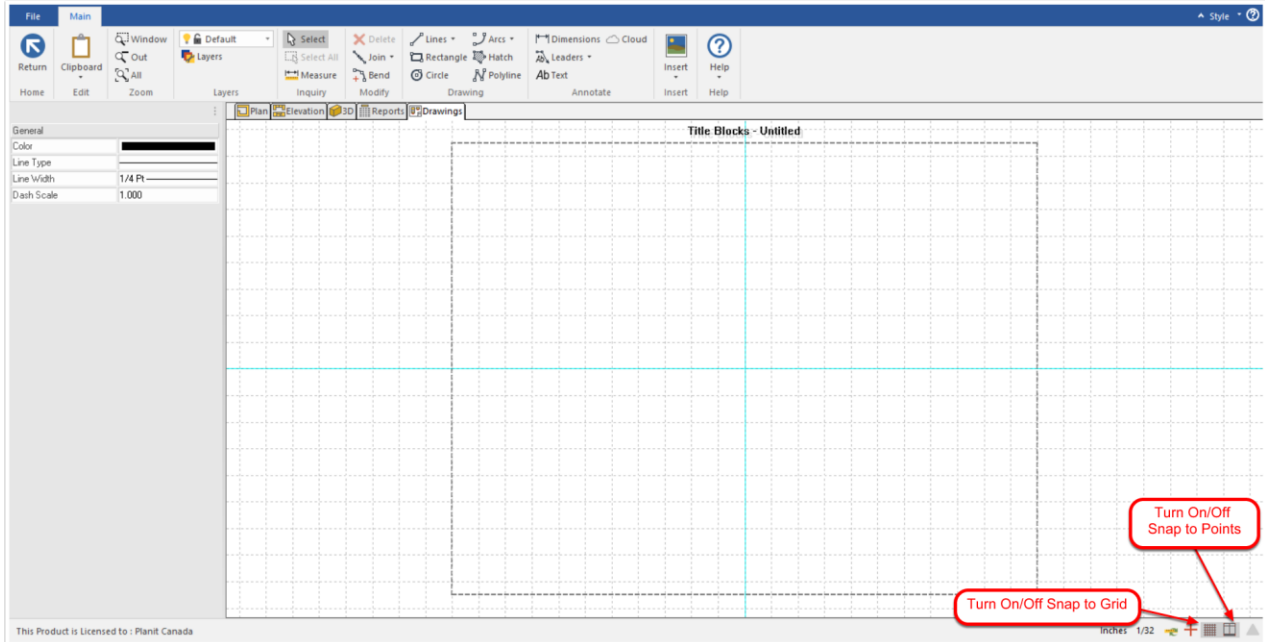 File Main Style
Window Default Select Delete Lines Arcs Dimensions Cloud
Out Layers Select All Join Rectangle Hatch Leaders
Return Clipboard All Measure Bend Circle Polyline Ab Text Insert Help
Home Edit Zoom Layers Inquiry Modify Drawing Annotate Insert Help
Plan Elevation 3D Reports Drawings
General
Title Blocks - Untitled
Color
Line Type
Line Width 1/4 Pt
Dash Scale 1.000
Turn On/Off
Snap to Points
Turn On/Off Snap to Grid
This Product is Licensed to : Planit Canada
Inches 1/32